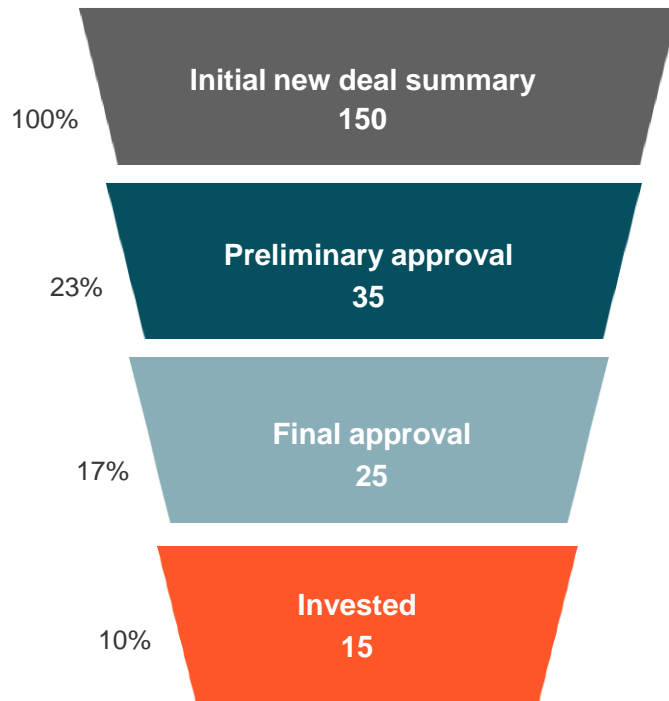 Initial new deal summary
150
100%
Preliminary approval
35
23%
Final approval
25
17%
Invested
15
10%